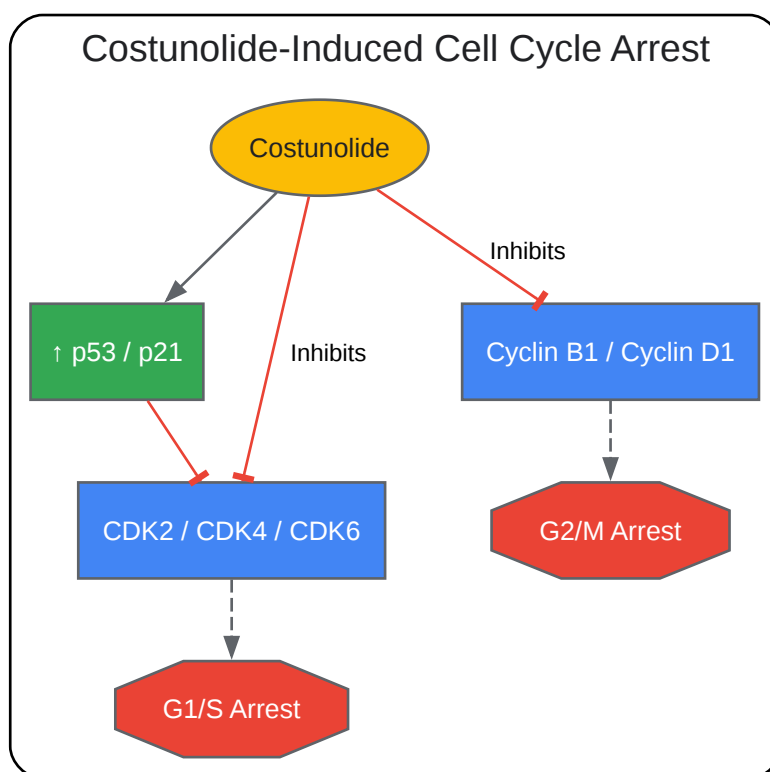 Costunolide-Induced Cell Cycle Arrest
Costunolide
Inhibits
↑ p53 / p21
Inhibits
Cyclin B1 / Cyclin D1
CDK2 / CDK4 / CDK6
G2/M Arrest
G1/S Arrest